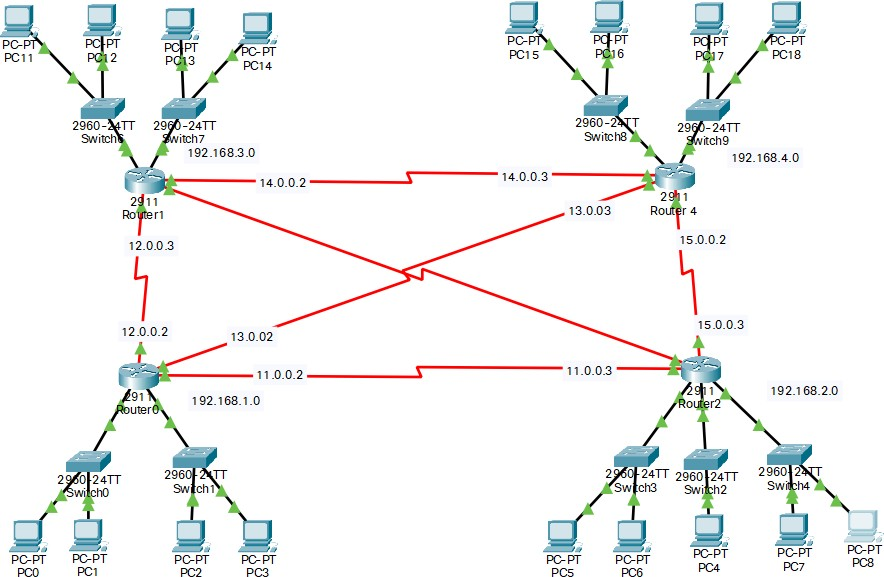 PC-PT
PC11
PC-PT
PC12
PC-PT
PC13
PC-PT
PC14
PC-PT
PC15
PC-PT
PC16
PC-PT
PC17
PC-PT
PC18
2960-24TT
Switch6
2960-24TT
Switch7
2960-24TT
Switch8
2960-24TT
Switch9
192.168.3.0
192.168.4.0
2911
Router1
14.0.0.2
14.0.0.3
2911
Router 4
13.0.03
12.0.0.3
15.0.0.2
12.0.0.2
13.0.02
15.0.0.3
2911
Router0
11.0.0.2
11.0.0.3
2911
Router2
192.168.1.0
192.168.2.0
2960-24TT
Switch0
2960-24TT
Switch1
2960-24TT
Switch3
2960-24TT
Switch2
2960-24TT
Switch4
PC-PT
PC0
PC-PT
PC1
PC-PT
PC2
PC-PT
PC3
PC-PT
PC5
PC-PT
PC6
PC-PT
PC4
PC-PT
PC7
PC-PT
PC8